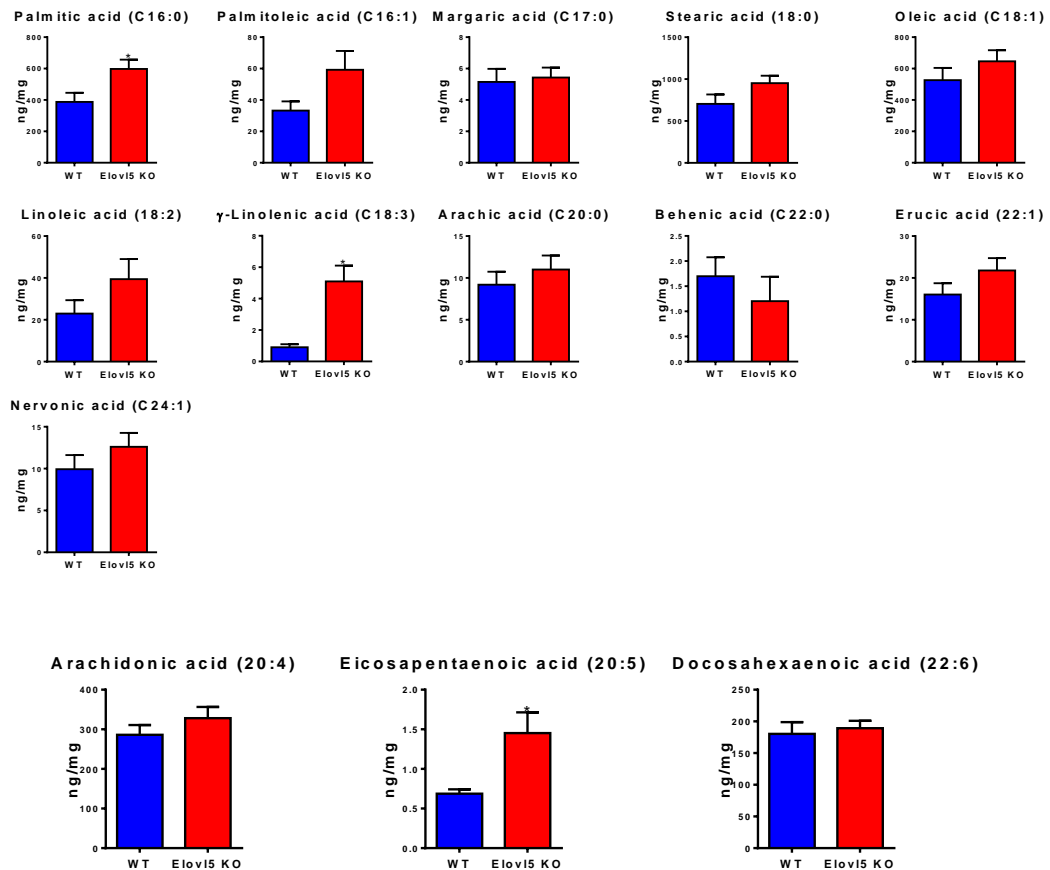 Palmitic acid (C16:0)
800
600
400
200
0
ng/mg
*
WT Elovl5 KO
Palmitoleic acid (C16:1)
80
60
40
20
0
ng/mg
WT Elovl5 KO
Margaric acid (C17:0)
8
6
4
2
0
ng/mg
WT Elovl5 KO
Stearic acid (18:0)
1500
1000
500
0
ng/mg
WT Elovl5 KO
Oleic acid (C18:1)
800
600
400
200
0
ng/mg
WT Elovl5 KO
Linoleic acid (18:2)
60
40
20
0
ng/mg
WT Elovl5 KO
γ-Linolenic acid (C18:3)
8
6
4
2
0
ng/mg
*
WT Elovl5 KO
Arachic acid (C20:0)
15
10
5
0
ng/mg
WT Elovl5 KO
Behenic acid (C22:0)
2.5
2.0
1.5
1.0
0.5
0.0
ng/mg
WT Elovl5 KO
Erucic acid (22:1)
30
20
10
0
ng/mg
WT Elovl5 KO
Nervonic acid (C24:1)
15
10
5
0
ng/mg
WT Elovl5 KO
Arachidonic acid (20:4)
400
300
200
100
0
ng/mg
WT Elovl5 KO
Eicosapentaenoic acid (20:5)
2.0
1.5
1.0
0.5
0.0
ng/mg
*
WT Elovl5 KO
Docosahexaenoic acid (22:6)
250
200
150
100
50
0
ng/mg
WT Elovl5 KO